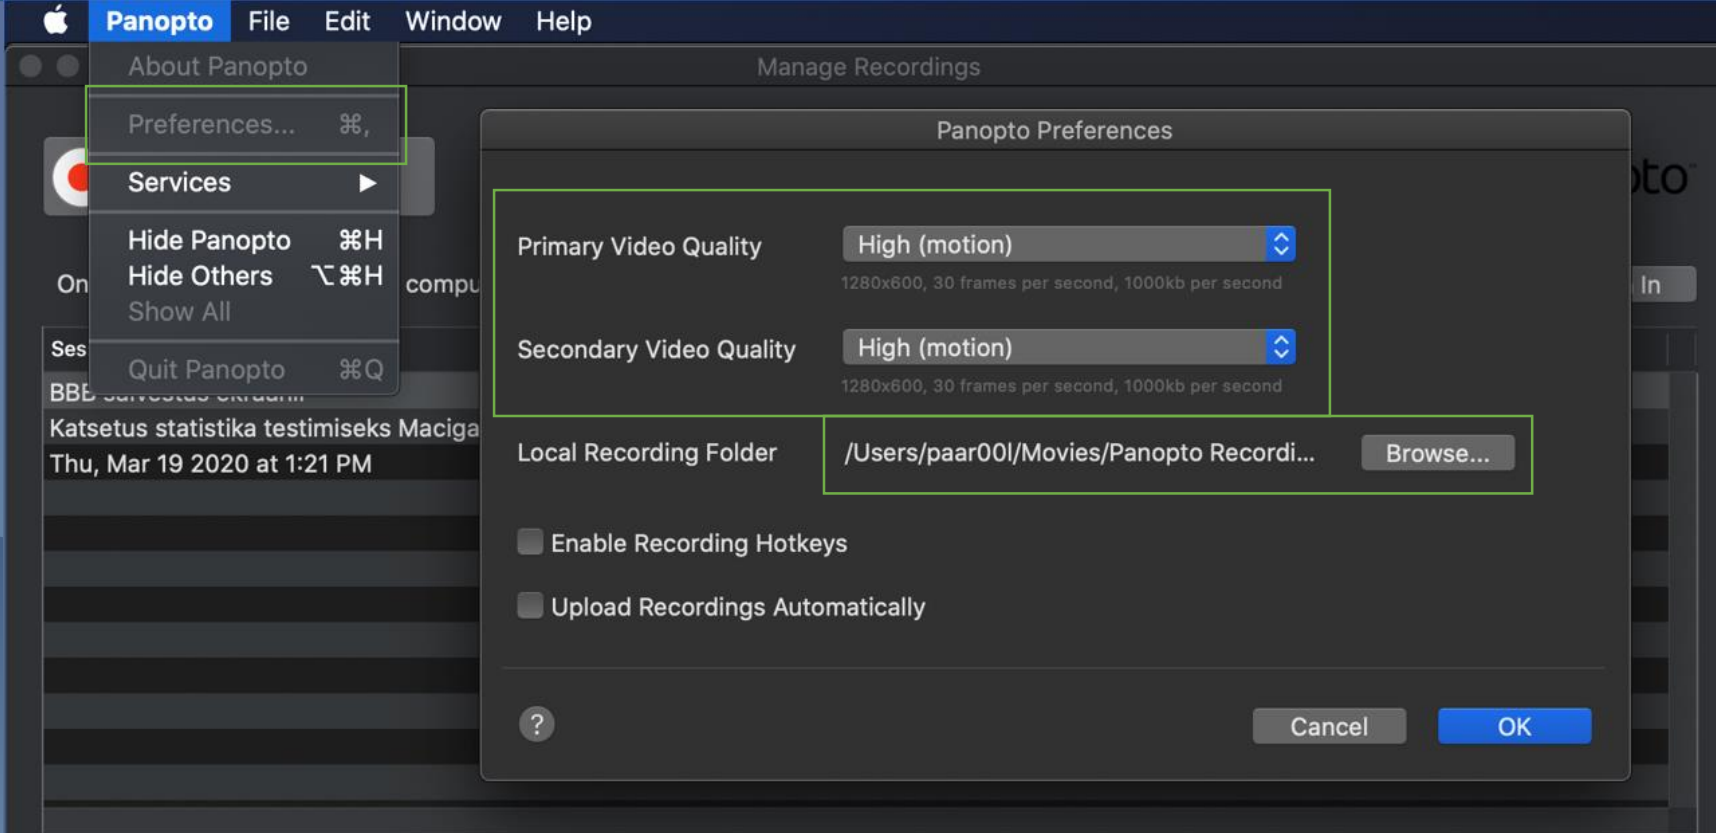 Panopto File Edit Window Help
Manage Recordings
About Panopto
Preferences... ⌘,
Services ▶
Hide Panopto ⌘H
Hide Others ⌥⌘H
Show All
Quit Panopto ⌘Q
On
compu
In
Ses
BBB salvestus ekraanil
Katsetus statistika testimiseks Maciga
Thu, Mar 19 2020 at 1:21 PM
pto
Panopto Preferences
Primary Video Quality High (motion)
1280x600, 30 frames per second, 1000kb per second
Secondary Video Quality High (motion)
1280x600, 30 frames per second, 1000kb per second
Local Recording Folder /Users/paar00l/Movies/Panopto Recordi... Browse...
Enable Recording Hotkeys
Upload Recordings Automatically
? Cancel OK